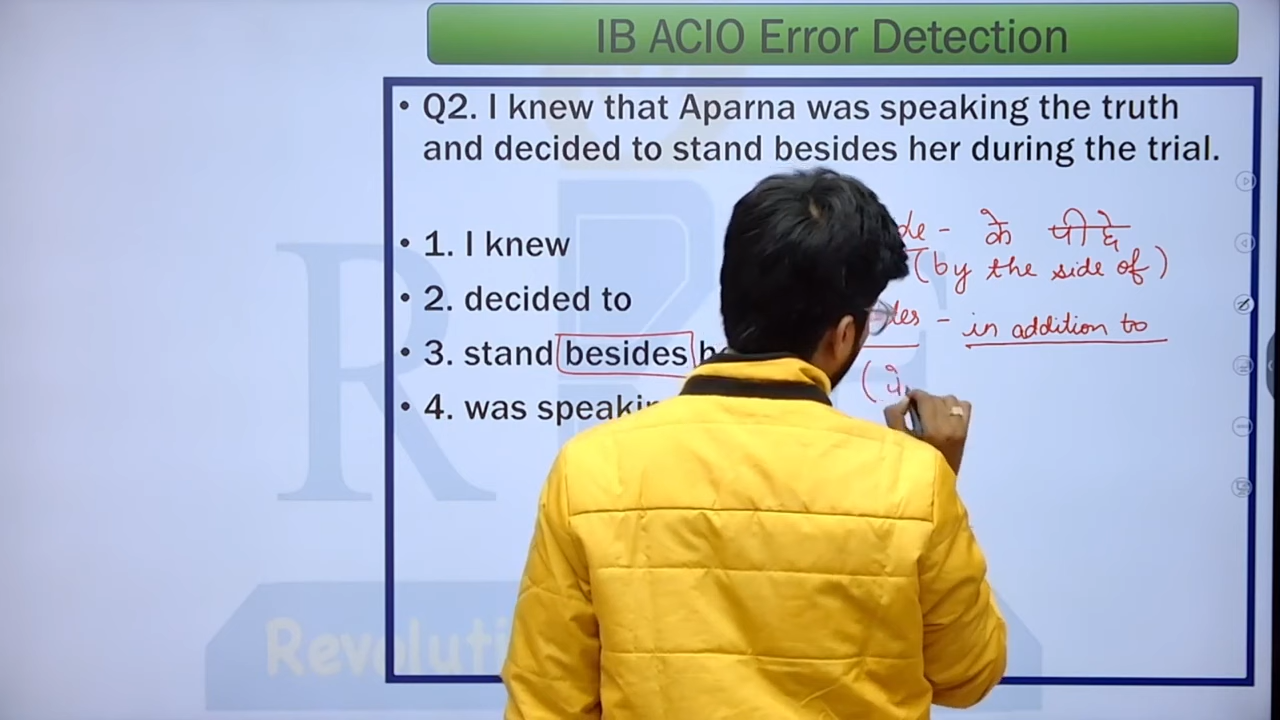 IB ACIO Error Detection
• Q2. I knew that Aparna was speaking the truth
and decided to stand besides her during the trial.
• 1. I knew
• 2. decided to
• 3. stand besides
• 4. was speaking
- के पीछे
(by the side of)
- in addition to
Revoluti